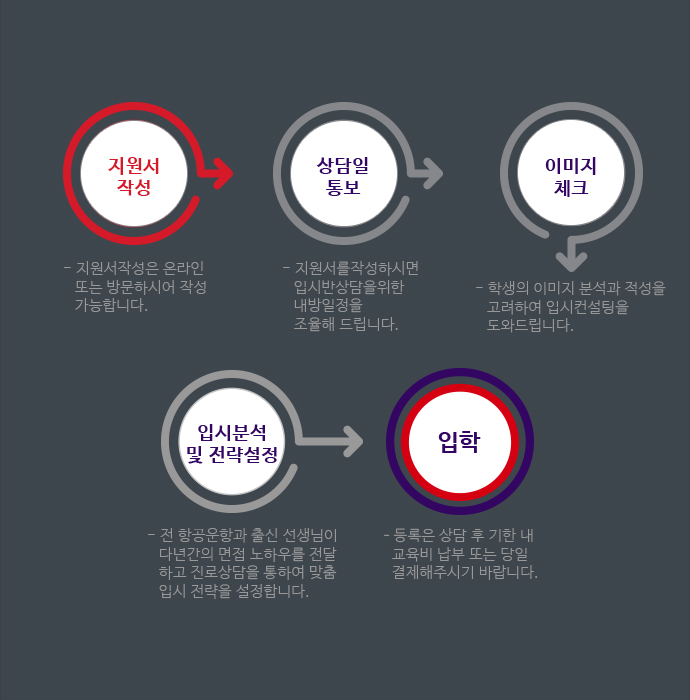 지원서
작성
상담일
통보
이미지
체크
- 지원서작성은 온라인
또는 방문하시어 작성
가능합니다.
- 지원서를작성하시면
입시반상담을위한
내방일정을
조율해 드립니다.
- 학생의 이미지 분석과 적성을
고려하여 입시컨설팅을
도와드립니다.
입시분석
및 전략설정
입학
- 전 항공운항과 출신 선생님이
다년간의 면접 노하우를 전달
하고 진로상담을 통하여 맞춤
입시 전략을 설정합니다.
- 등록은 상담 후 기한 내
교육비 납부 또는 당일
결제해주시기 바랍니다.